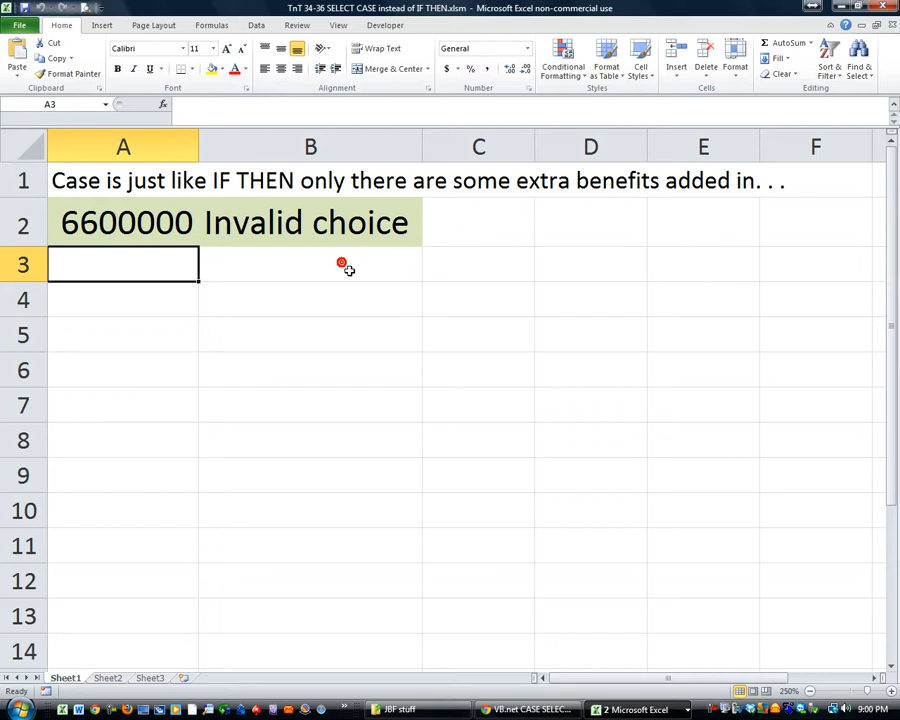 TnT 34-36 SELECT CASE instead of IF THEN.xlsm - Microsoft Excel non-commercial use
File Home Insert Page Layout Formulas Data Review View Developer
Cut Calibri 11 Wrap Text General AutoSum
Copy Fill
Paste Format Painter Merge & Center Conditional Formatting Format as Table Cell Styles Insert Delete Format Clear Sort & Filter Find & Select
Clipboard Font Alignment Number Styles Cells Editing
A3 fx
A B C D E F
1 Case is just like IF THEN only there are some extra benefits added in. . .
2 6600000 Invalid choice
3
4
5
6
7
8
9
10
11
12
13
14
Sheet1 Sheet2 Sheet3
Ready 250%
JBF stuff VB.net CASE SELEC... 2 Microsoft Excel 9:00 PM